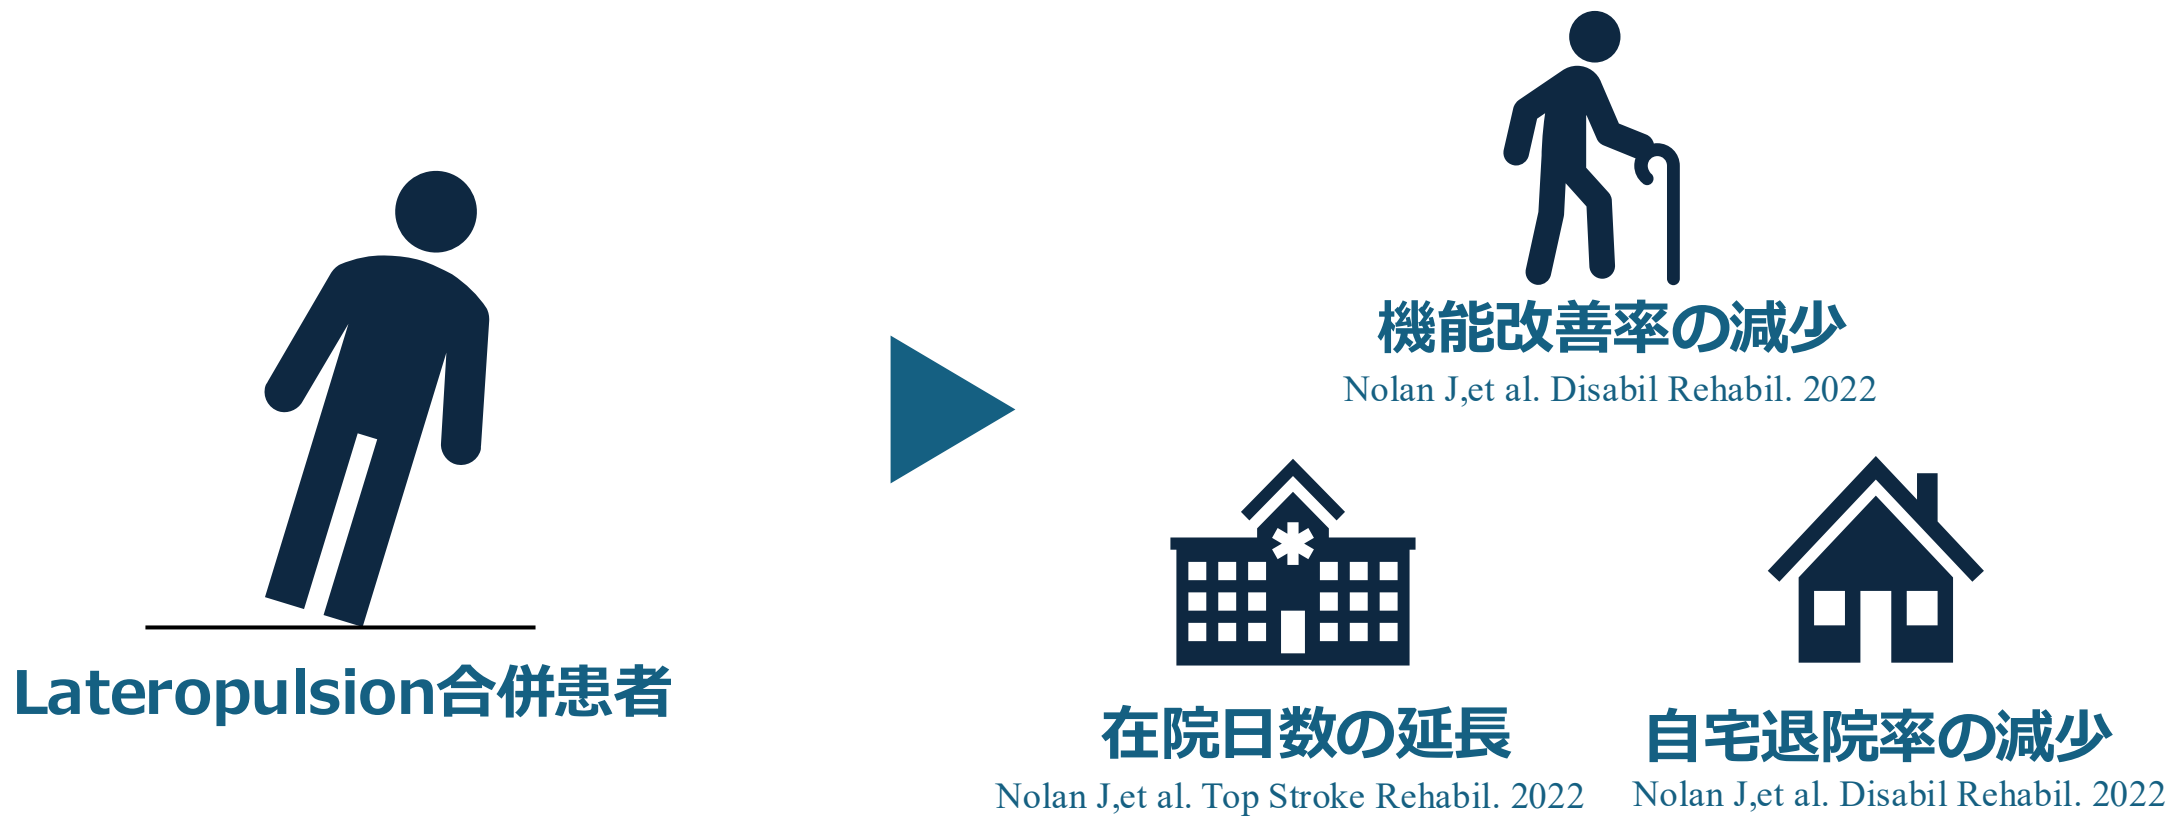 Lateropulsion合併患者
機能改善率の減少
Nolan J,et al. Disabil Rehabil. 2022
在院日数の延長
Nolan J,et al. Top Stroke Rehabil. 2022
自宅退院率の減少
Nolan J,et al. Disabil Rehabil. 2022